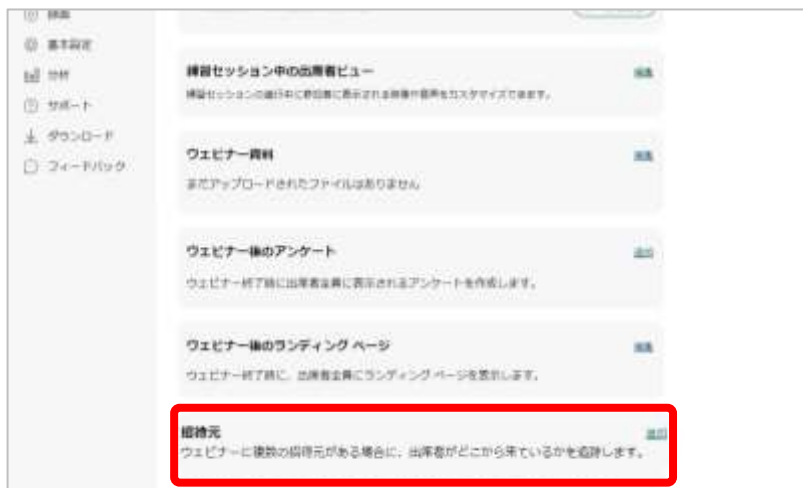 録画
基本設定
分析
サポート
ダウンロード
フィードバック
練習セッション中の出席者ビュー
編集
練習セッションの進行中に参加者に表示される映像や音声をカスタマイズできます。
ウェビナー資料
編集
まだアップロードされたファイルはありません
ウェビナー後のアンケート
追加
ウェビナー終了時に出席者全員に表示されるアンケートを作成します。
ウェビナー後のランディング ページ
編集
ウェビナー終了時に、出席者全員にランディング ページを表示します。
招待元
追加
ウェビナーに複数の招待元がある場合に、出席者がどこから来ているかを追跡します。